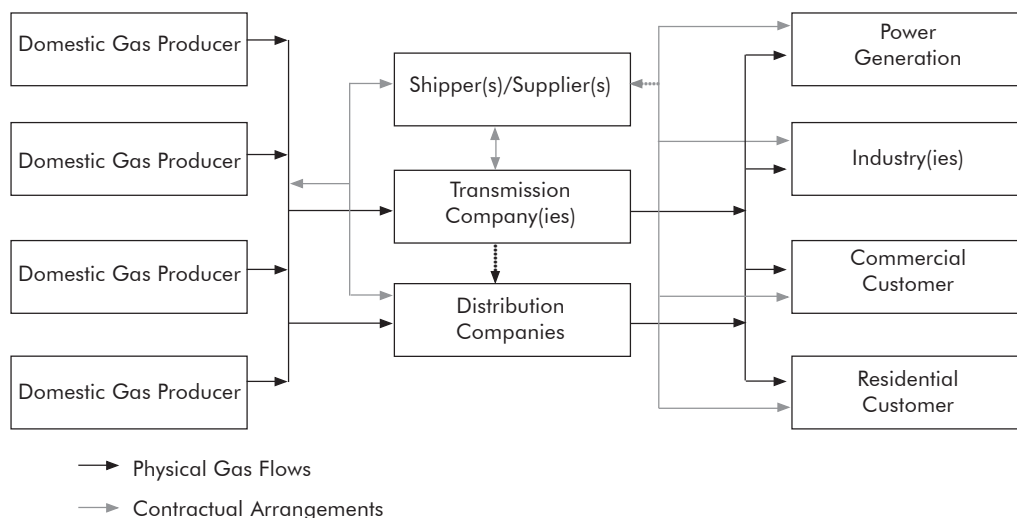 Domestic Gas Producer
Domestic Gas Producer
Domestic Gas Producer
Domestic Gas Producer
Shipper(s)/Supplier(s)
Transmission
Company(ies)
Distribution
Companies
Power
Generation
Industry(ies)
Commercial
Customer
Residential
Customer
Physical Gas Flows
Contractual Arrangements